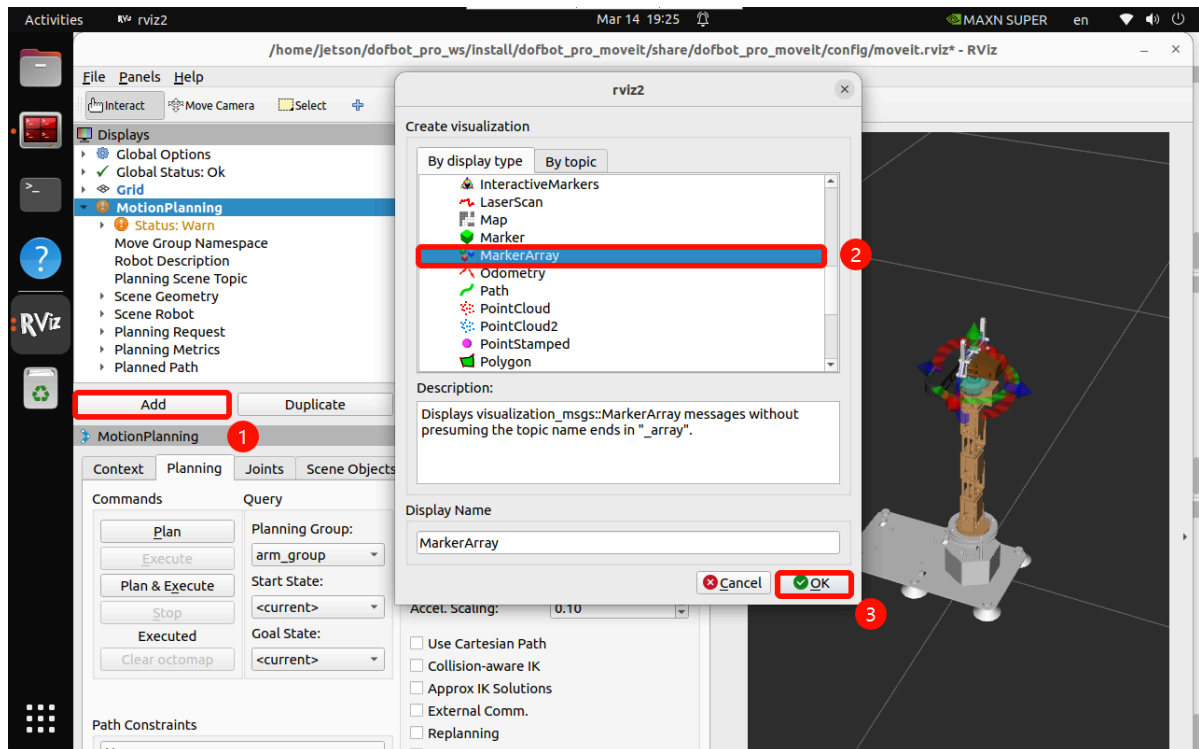 Activities
rviz2
Mar 14 19:25
MAXN SUPER
en
/home/jetson/dofbot_pro_ws/install/dofbot_pro_moveit/share/dofbot_pro_moveit/config/moveit.rviz* - RViz
File Panels Help
Interact Move Camera Select
Displays
Global Options
Global Status: Ok
Grid
MotionPlanning
Status: Warn
Move Group Namespace
Robot Description
Planning Scene Topic
Scene Geometry
Scene Robot
Planning Request
Planning Metrics
Planned Path
Add
Duplicate
1
MotionPlanning
Context Planning Joints Scene Objects
Commands
Query
Plan
Execute
Plan & Execute
Stop
Executed
Clear octomap
Planning Group:
arm_group
Start State:
<current>
Goal State:
<current>
Path Constraints
Accel. Scaling: 0.10
Use Cartesian Path
Collision-aware IK
Approx IK Solutions
External Comm.
Replanning
rviz2
Create visualization
By display type By topic
InteractiveMarkers
LaserScan
Map
Marker
MarkerArray
2
Odometry
Path
PointCloud
PointCloud2
PointStamped
Polygon
Description:
Displays visualization_msgs::MarkerArray messages without
presuming the topic name ends in "_array".
Display Name
MarkerArray
Cancel
OK
3
RViz